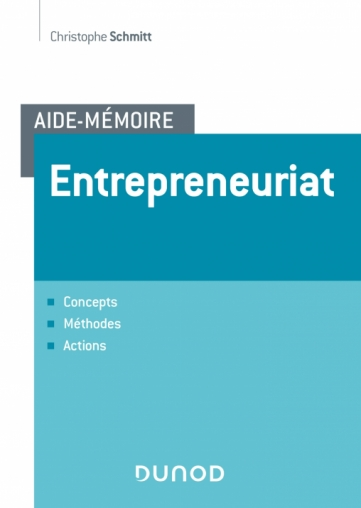 Christophe Schmitt
AIDE-MÉMOIRE
Entrepreneuriat
Concepts
Méthodes
Actions
DUNOD